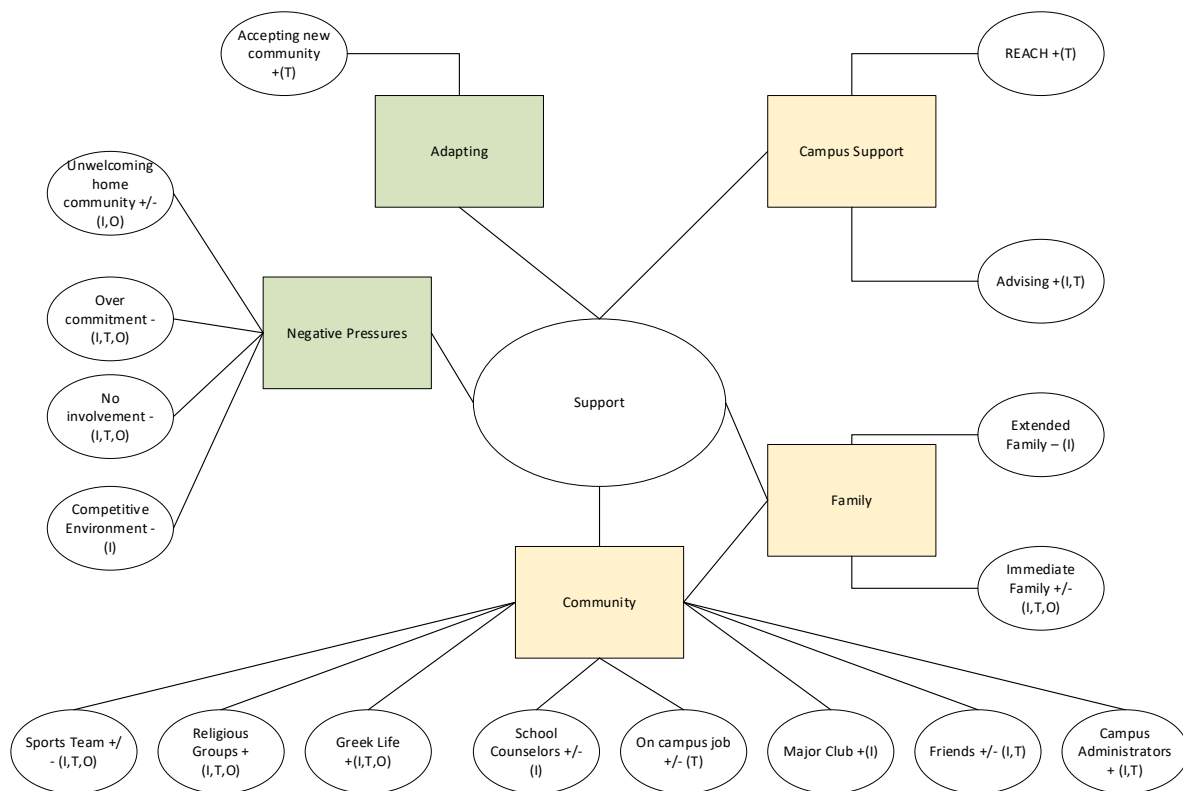 Accepting new
community
+(T)
REACH +(T)
Adapting
Campus Support
Unwelcoming
home
community +/-
(I,O)
Advising +(I,T)
Over
commitment -
(I,T,O)
Negative Pressures
No
involvement -
(I,T,O)
Support
Extended
Family – (I)
Competitive
Environment -
(I)
Family
Immediate
Family +/-
(I,T,O)
Community
Sports Team +/
- (I,T,O)
Religious
Groups +
(I,T,O)
Greek Life
+(I,T,O)
School
Counselors +/-
(I)
On campus job
+/- (T)
Major Club +(I)
Friends +/- (I,T)
Campus
Administrators
+ (I,T)